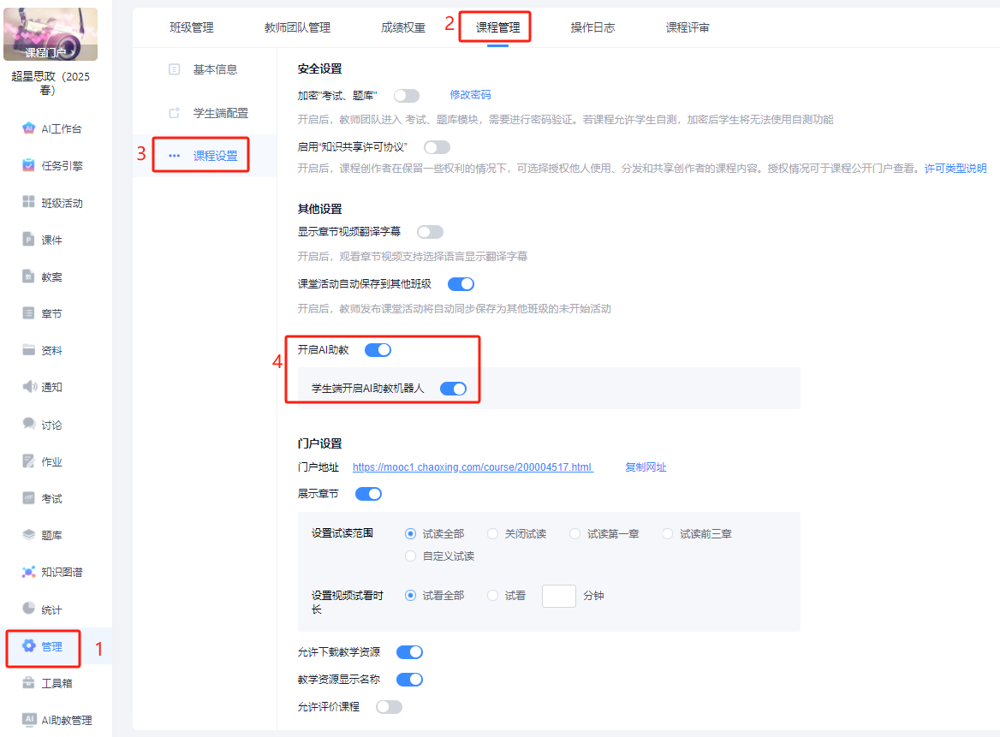 课程门户
超星思政（2025
春）
AI工作台
任务引擎
班级活动
课件
教案
章节
资料
通知
讨论
作业
考试
题库
知识图谱
统计
管理
1
工具箱
AI助教管理
班级管理 教师团队管理 成绩权重 2 课程管理 操作日志 课程评审
基本信息
学生端配置
3 课程设置
安全设置
加密"考试、题库" 修改密码
开启后，教师团队进入 考试、题库模块，需要进行密码验证。若课程允许学生自测，加密后学生将无法使用自测功能
启用"知识共享许可协议"
开启后，课程创作者在保留一些权利的情况下，可选择授权他人使用、分发和共享创作者的课程内容。授权情况可于课程公开门户查看。许可类型说明
其他设置
显示章节视频翻译字幕
开启后，观看章节视频支持选择语言显示翻译字幕
课堂活动自动保存到其他班级
开启后，教师发布课堂活动将自动同步保存为其他班级的未开始活动
4
开启AI助教
学生端开启AI助教机器人
门户设置
门户地址 https://mooc1.chaoxing.com/course/200004517.html 复制网址
展示章节
设置试读范围 试读全部 关闭试读 试读第一章 试读前三章
自定义试读
设置视频试看时 试看全部 试看 分钟
长
允许下载教学资源
教学资源显示名称
允许评价课程